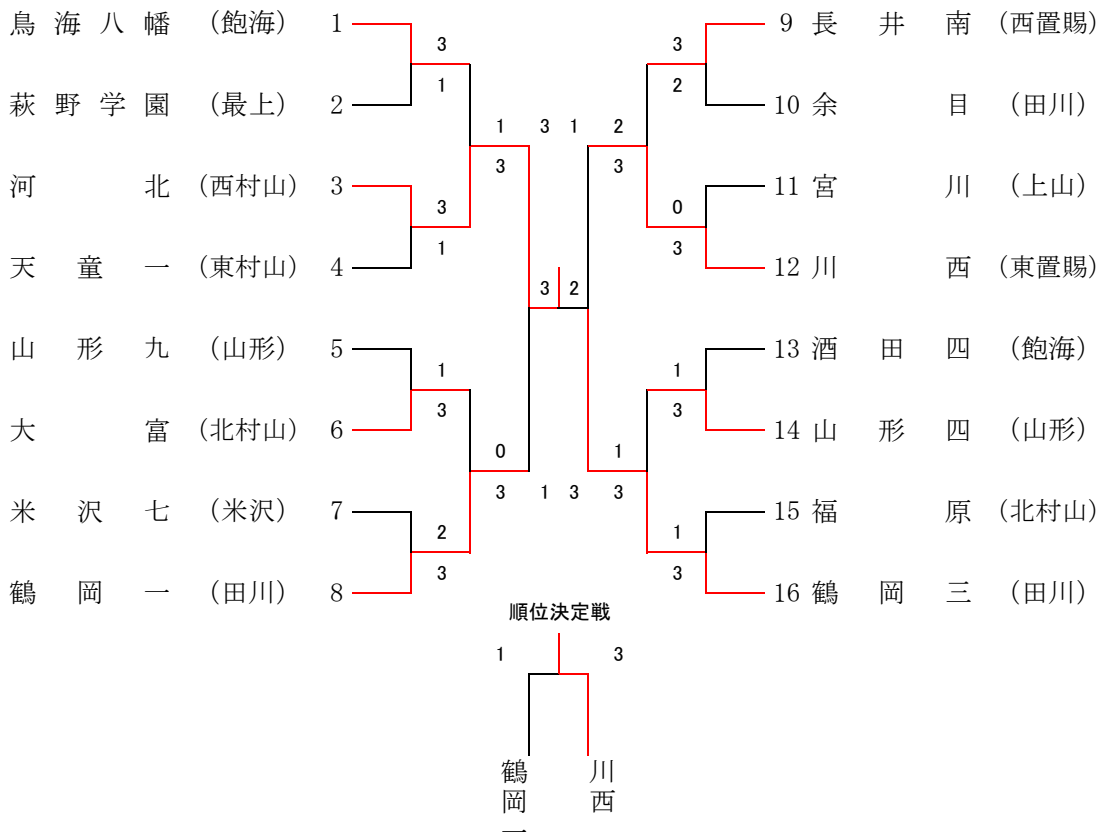 鳥海八幡 (飽海) 1
萩野学園 (最上) 2
河北 (西村山) 3
天童一 (東村山) 4
山形九 (山形) 5
大富 (北村山) 6
米沢七 (米沢) 7
鶴岡一 (田川) 8
3
1
3
1
1
3
2
3
1
3
0
3
3 1
3 2
1 3
2
3
1
3
3
2
0
3
1
3
1
3
9 長井南 (西置賜)
10 余目 (田川)
11 宮川 (上山)
12 川西 (東置賜)
13 酒田四 (飽海)
14 山形四 (山形)
15 福原 (北村山)
16 鶴岡三 (田川)
順位決定戦
1 3
鶴岡
川西